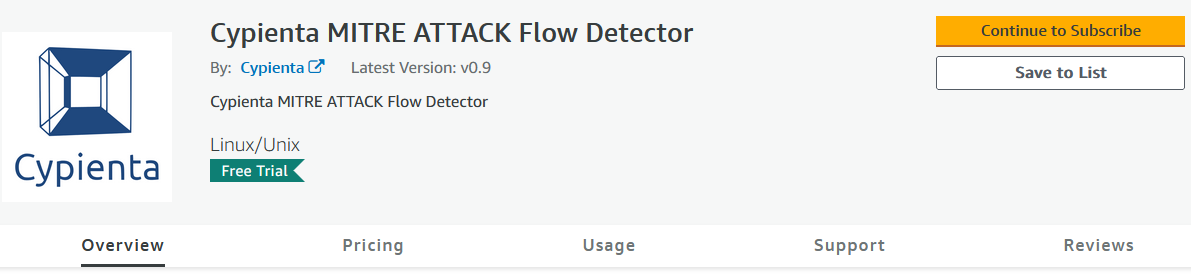 Cypienta MITRE ATTACK Flow Detector
Continue to Subscribe
By: Cypienta Latest Version: v0.9
Save to List
Cypienta MITRE ATTACK Flow Detector
Linux/Unix
Free Trial
Cypienta
Overview Pricing Usage Support Reviews